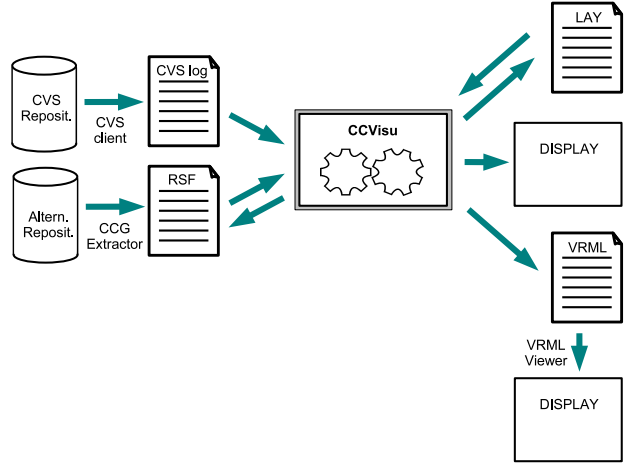 CVS
Reposit.
CVS
client
CVS log
Altern.
Reposit.
CCG
Extractor
RSF
CCVisu
LAY
DISPLAY
VRML
VRML
Viewer
DISPLAY